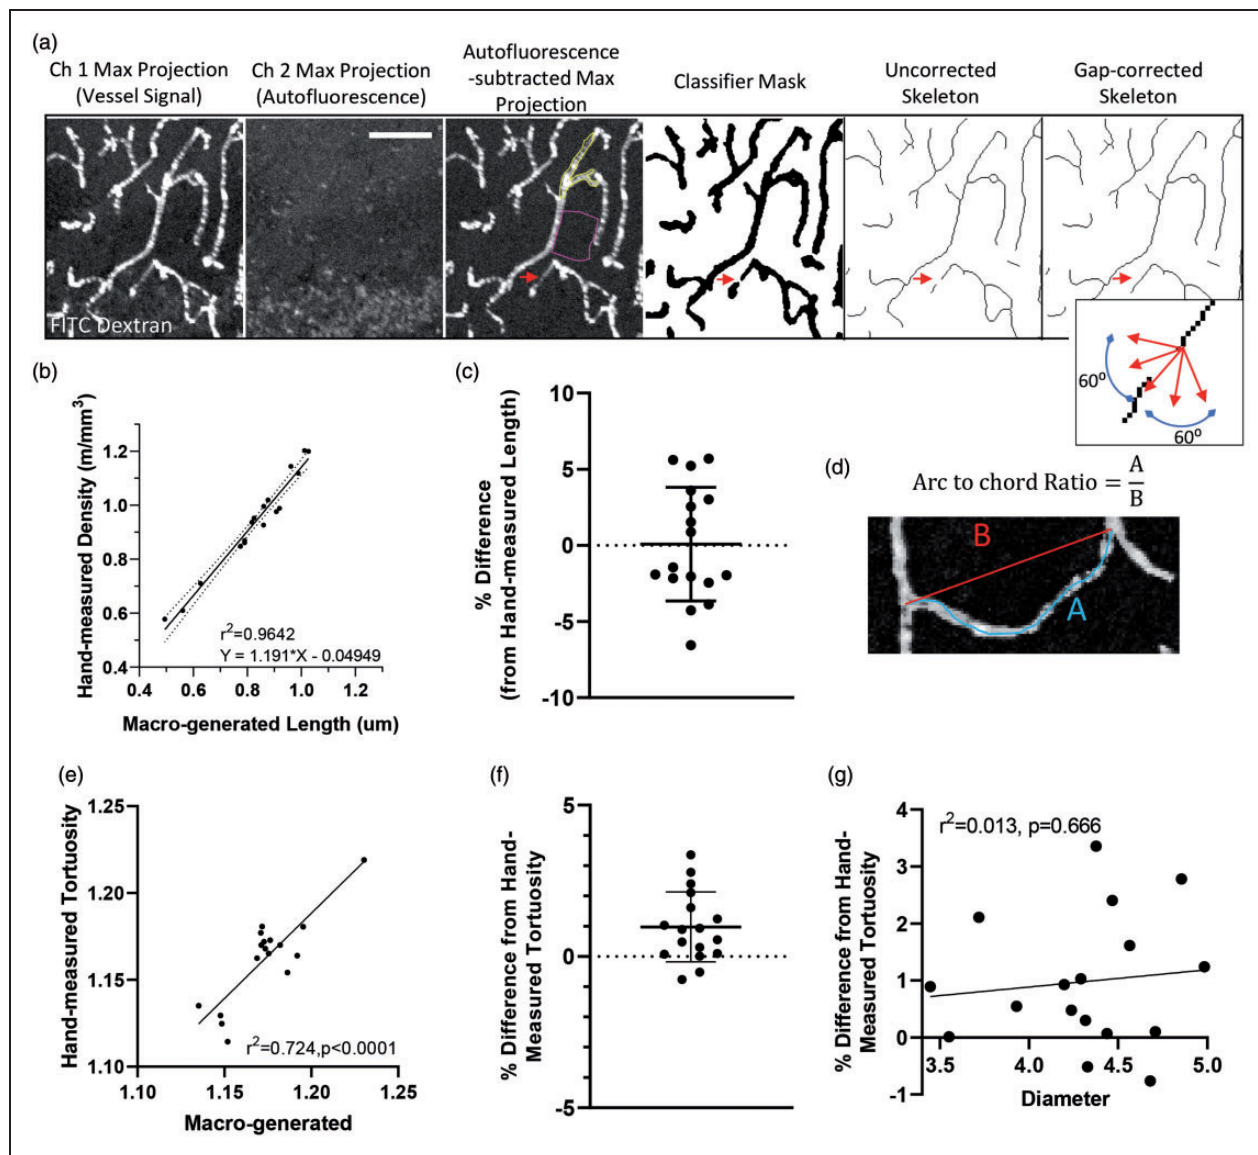 (a)
Ch 1 Max Projection
(Vessel Signal)
Ch 2 Max Projection
(Autofluorescence)
Autofluorescence
-subtracted Max
Projection
Classifier Mask
Uncorrected
Skeleton
Gap-corrected
Skeleton
FITC Dextran
60º
60º
(b)
Hand-measured Density (m/mm³)
1.2
1.0
0.8
0.6
0.4
r²=0.9642
Y = 1.191*X - 0.04949
0.4 0.6 0.8 1.0 1.2
Macro-generated Length (um)
(c)
% Difference
(from Hand-measured Length)
10
5
0
-5
-10
(d)
Arc to chord Ratio = A/B
B
A
(e)
Hand-measured Tortuosity
1.25
1.20
1.15
1.10
r²=0.724,p<0.0001
1.10 1.15 1.20 1.25
Macro-generated
(f)
% Difference from Hand-
Measured Tortuosity
5
0
-5
(g)
% Difference from Hand-
Measured Tortuosity
4
3
2
1
0
-1
r²=0.013, p=0.666
3.5 4.0 4.5 5.0
Diameter